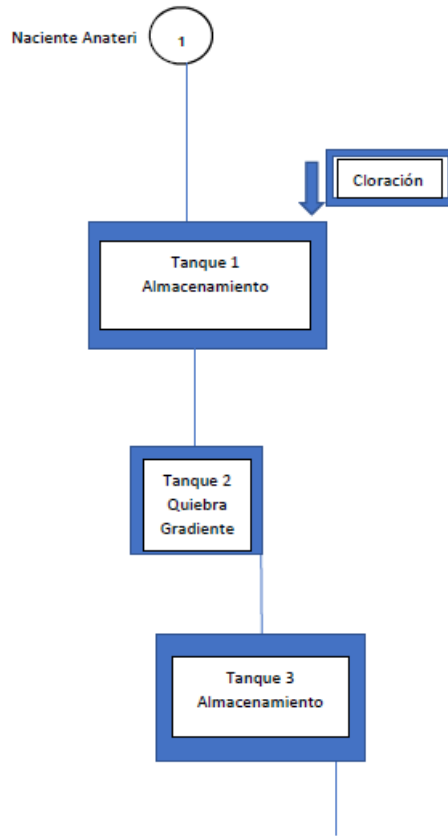 Naciente Anateri
1
Cloración
Tanque 1
Almacenamiento
Tanque 2
Quiebra
Gradiente
Tanque 3
Almacenamiento